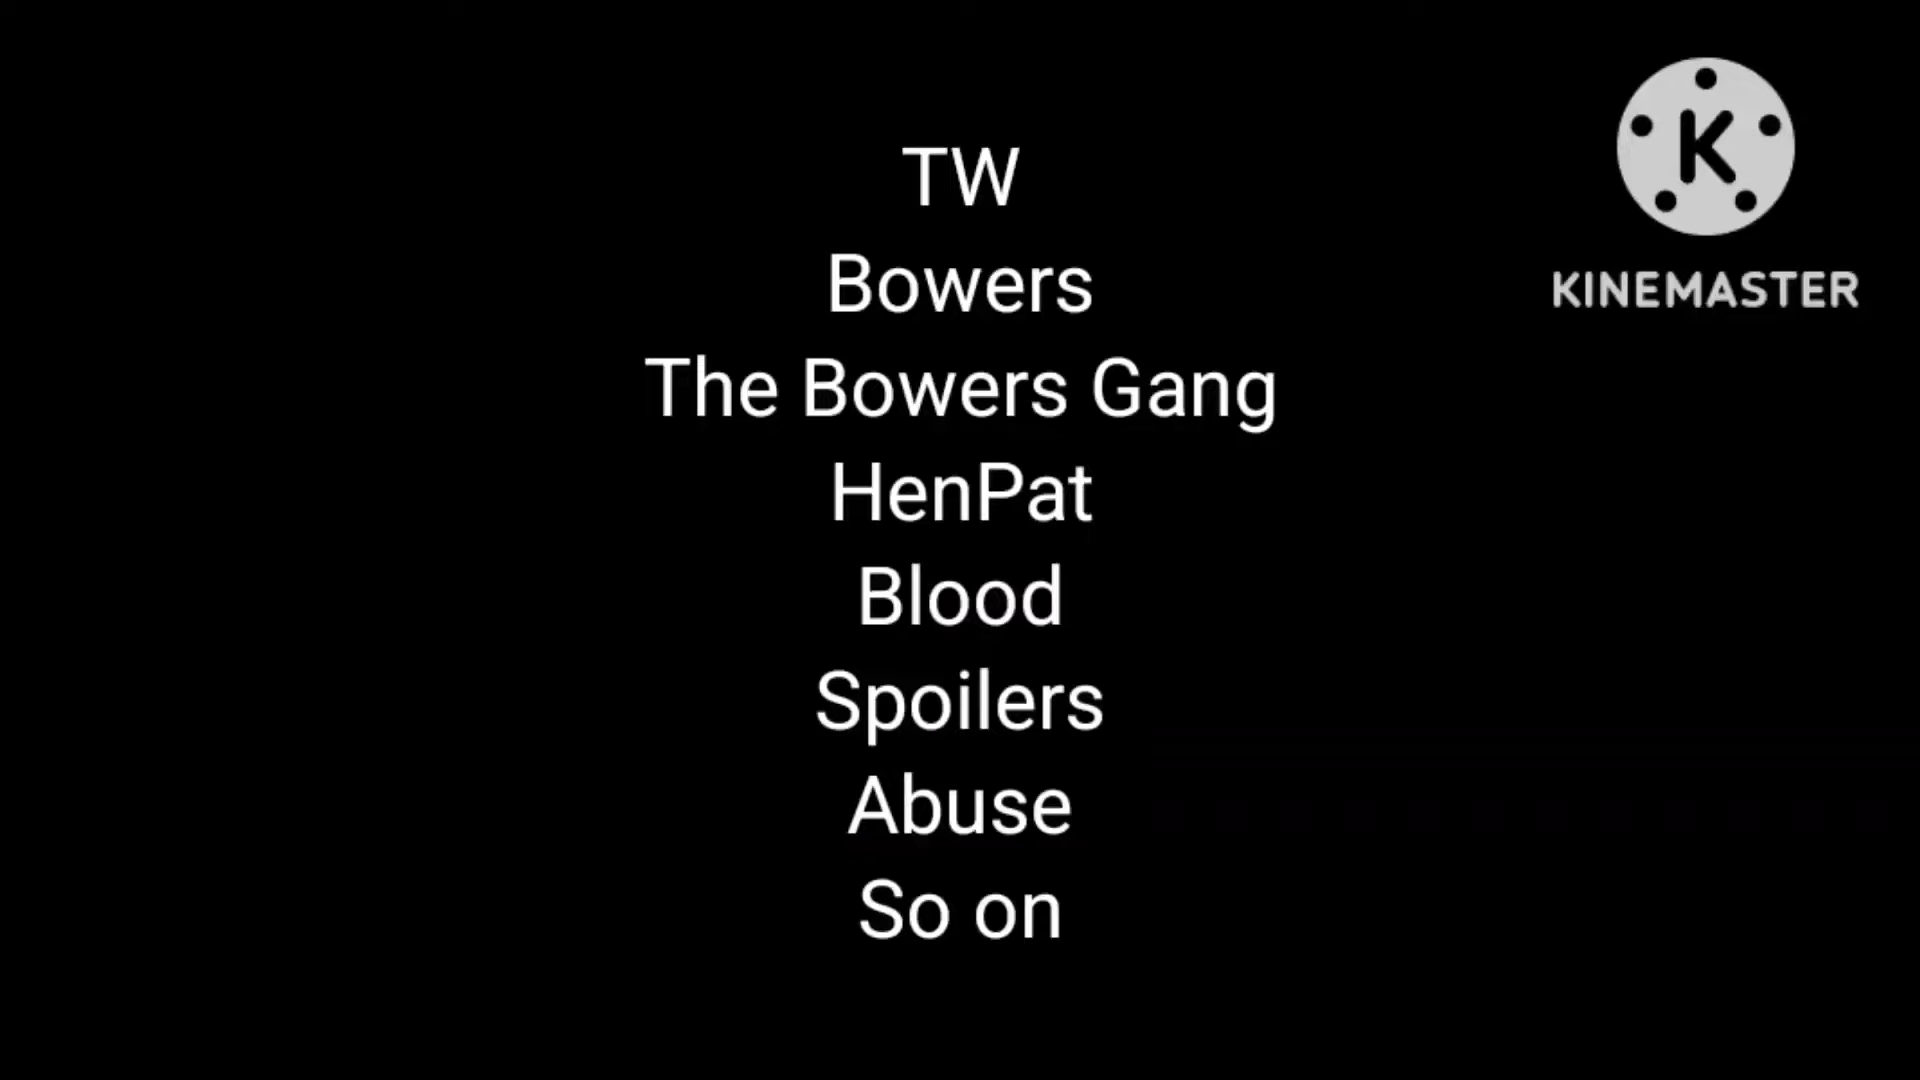 TW
Bowers
The Bowers Gang
HenPat
Blood
Spoilers
Abuse
So on
K
KINEMASTER